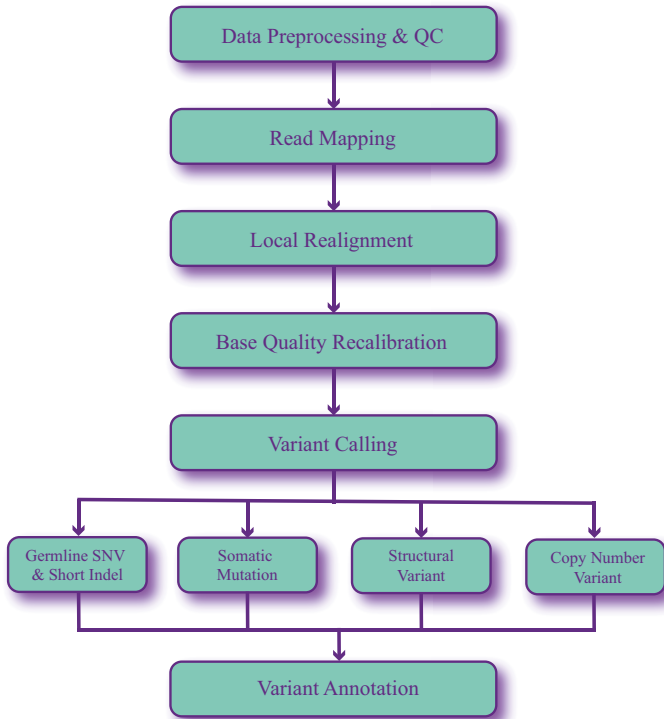 Data Preprocessing & QC
Read Mapping
Local Realignment
Base Quality Recalibration
Variant Calling
Germline SNV
& Short Indel
Somatic
Mutation
Structural
Variant
Copy Number
Variant
Variant Annotation